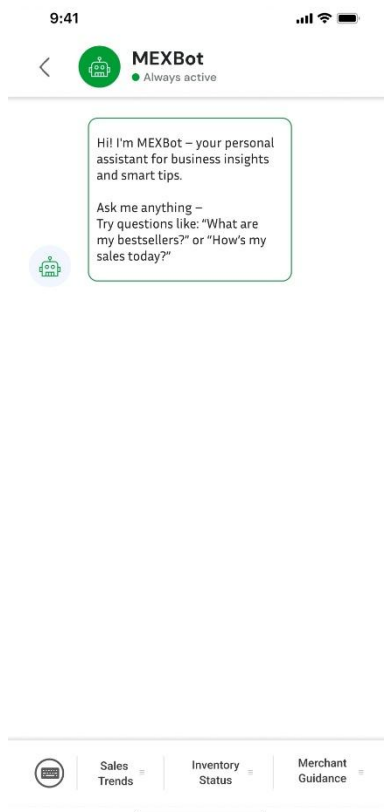 9:41
MEXBot
Always active
Hi! I'm MEXBot – your personal
assistant for business insights
and smart tips.
Ask me anything –
Try questions like: “What are
my bestsellers?” or “How’s my
sales today?”
Sales
Trends
Inventory
Status
Merchant
Guidance